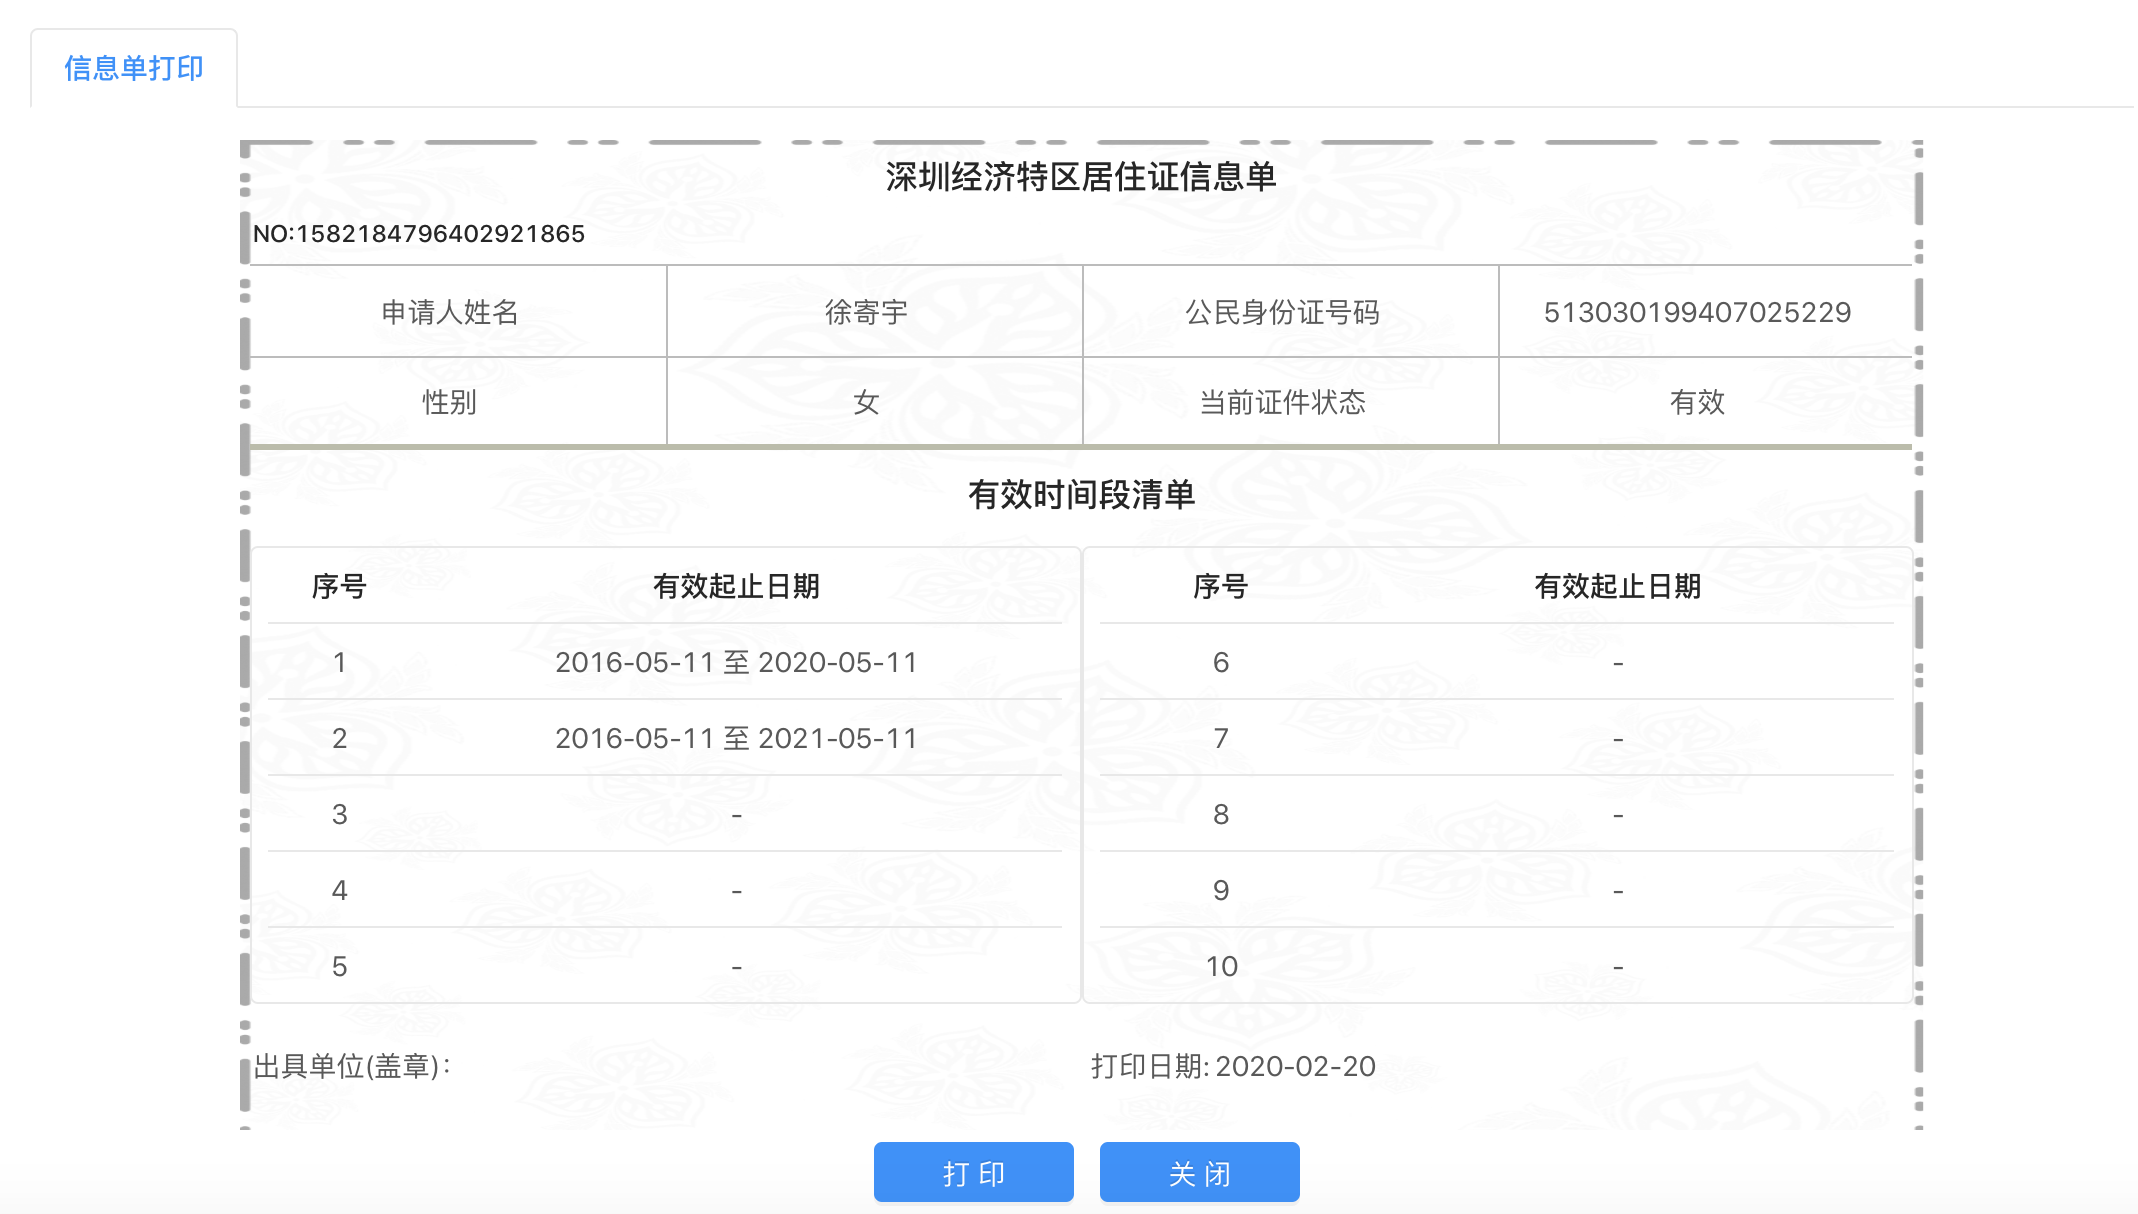 信息单打印
深圳经济特区居住证信息单
NO:1582184796402921865
申请人姓名 徐寄宇 公民身份证号码 513030199407025229
性别 女 当前证件状态 有效
有效时间段清单
序号 有效起止日期 序号 有效起止日期
1 2016-05-11 至 2020-05-11 6 -
2 2016-05-11 至 2021-05-11 7 -
3 - 8 -
4 - 9 -
5 - 10 -
出具单位(盖章): 打印日期: 2020-02-20
打 印 关 闭